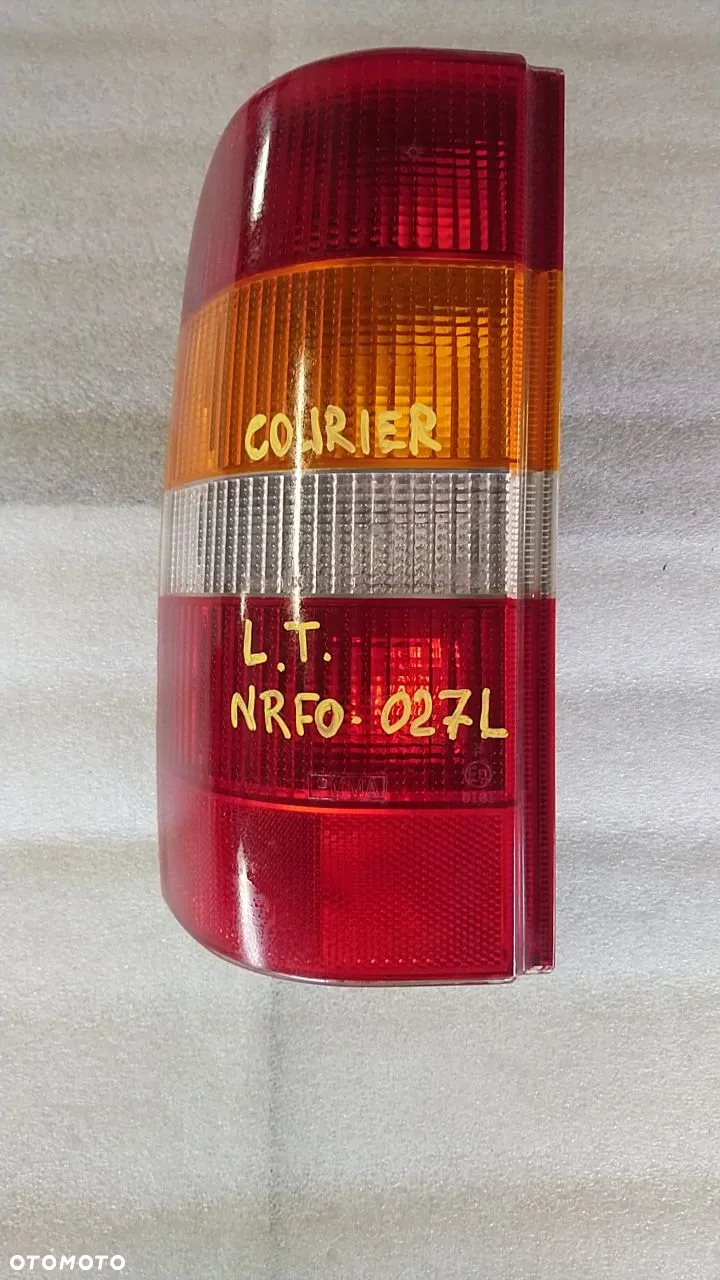 COURIER
L.T.
NRFO-027L
OTOMOTO